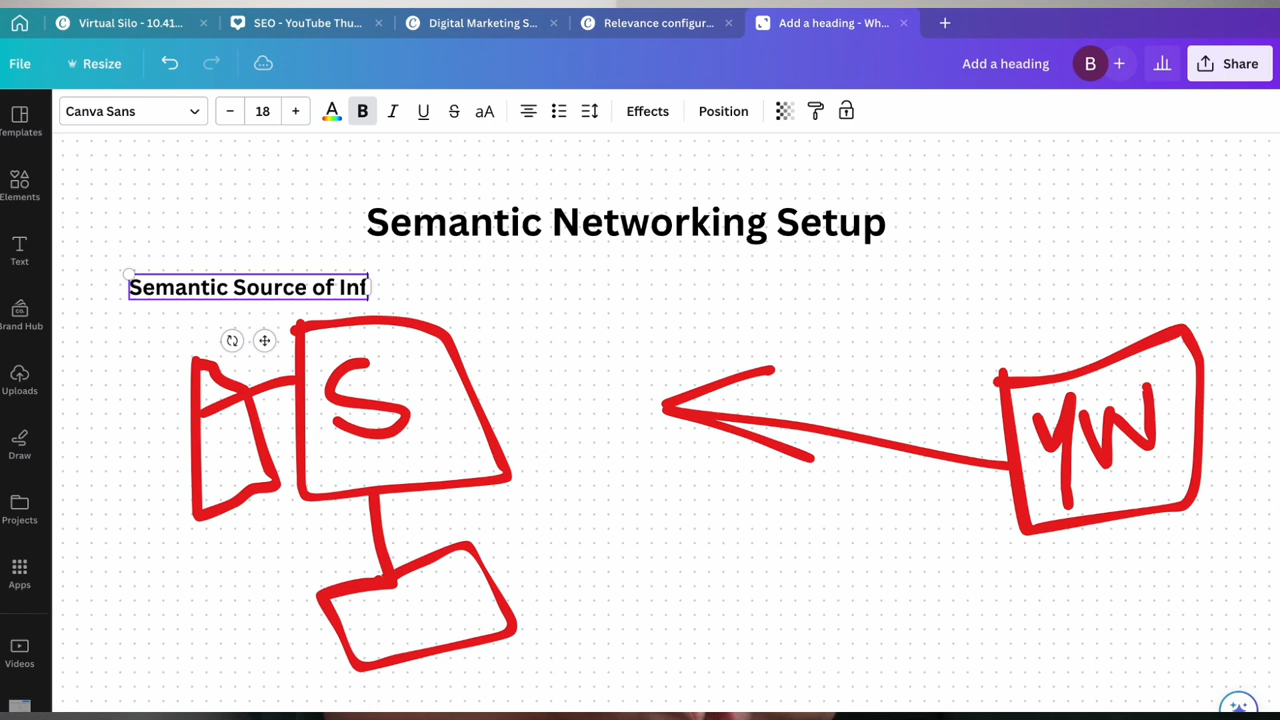 Virtual Silo - 10.41...
SEO - YouTube Thu...
Digital Marketing S...
Relevance configur...
Add a heading - Wh...
File
Resize
Add a heading
B
Share
Canva Sans
18
A
B
I
U
S
aA
Effects
Position
Templates
Elements
Text
Brand Hub
Uploads
Draw
Projects
Apps
Videos
Semantic Networking Setup
Semantic Source of Inf
S
YW